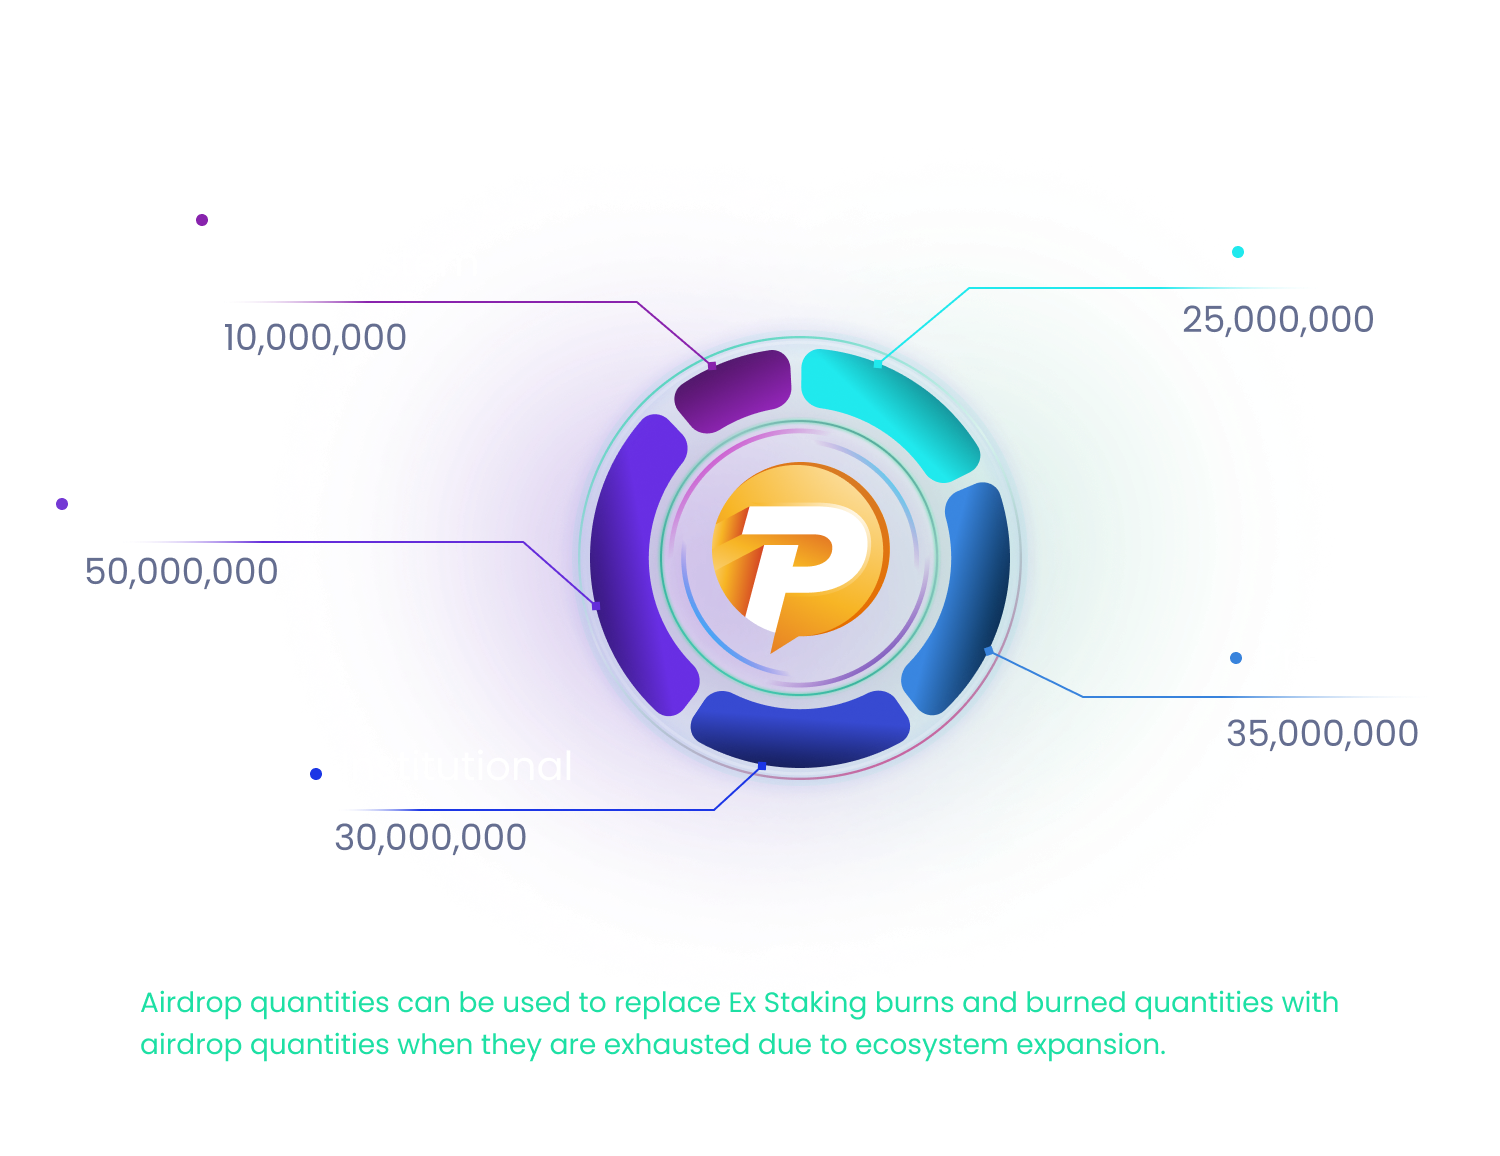 10,000,000
25,000,000
50,000,000
35,000,000
Institutional
30,000,000
Airdrop quantities can be used to replace Ex Staking burns and burned quantities with
airdrop quantities when they are exhausted due to ecosystem expansion.